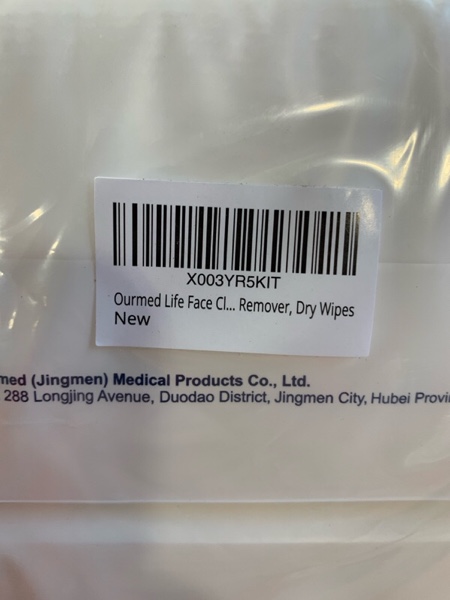 X003YR5KIT
Ourmed Life Face Cl... Remover, Dry Wipes
New
med (Jingmen) Medical Products Co., Ltd.
288 Longjing Avenue, Duodao District, Jingmen City, Hubei Provi